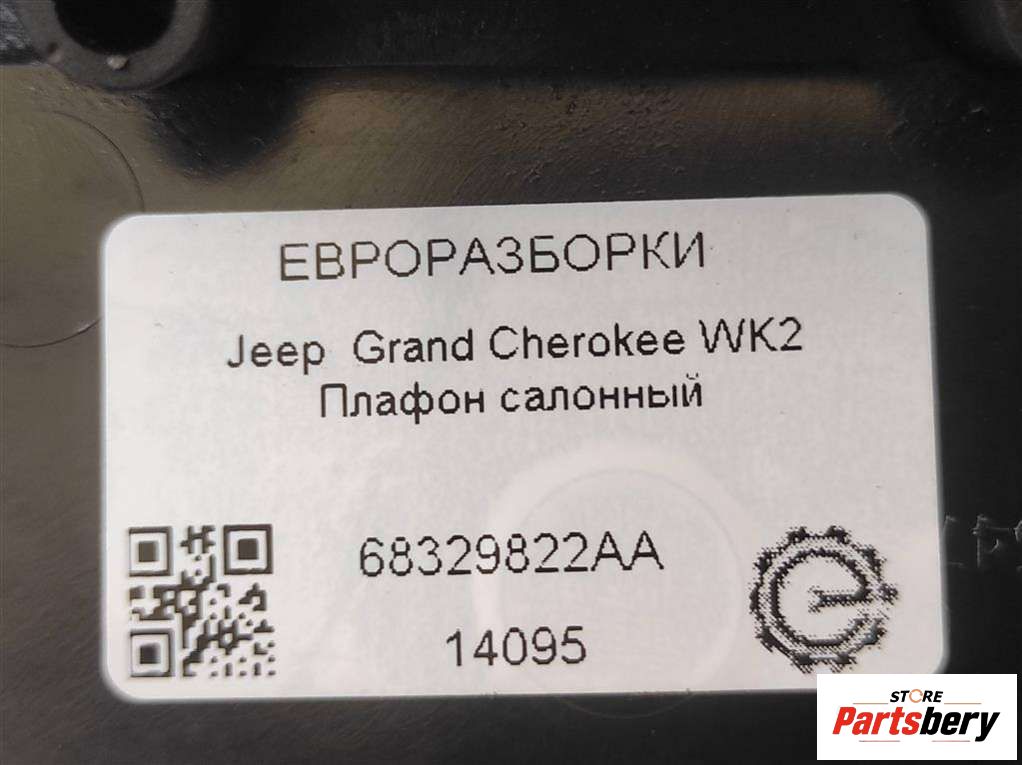 ЕВРОРАЗБОРКИ
Jeep Grand Cherokee WK2
Плафон салонный
68329822AA
14095
STORE
Partsbery